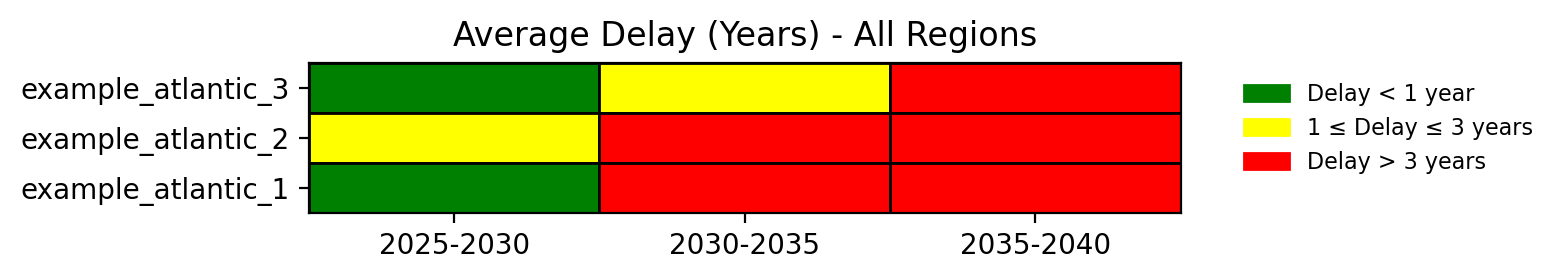 Average Delay (Years) - All Regions
example_atlantic_3
example_atlantic_2
example_atlantic_1
2025-2030
2030-2035
2035-2040
Delay < 1 year
1 ≤ Delay ≤ 3 years
Delay > 3 years